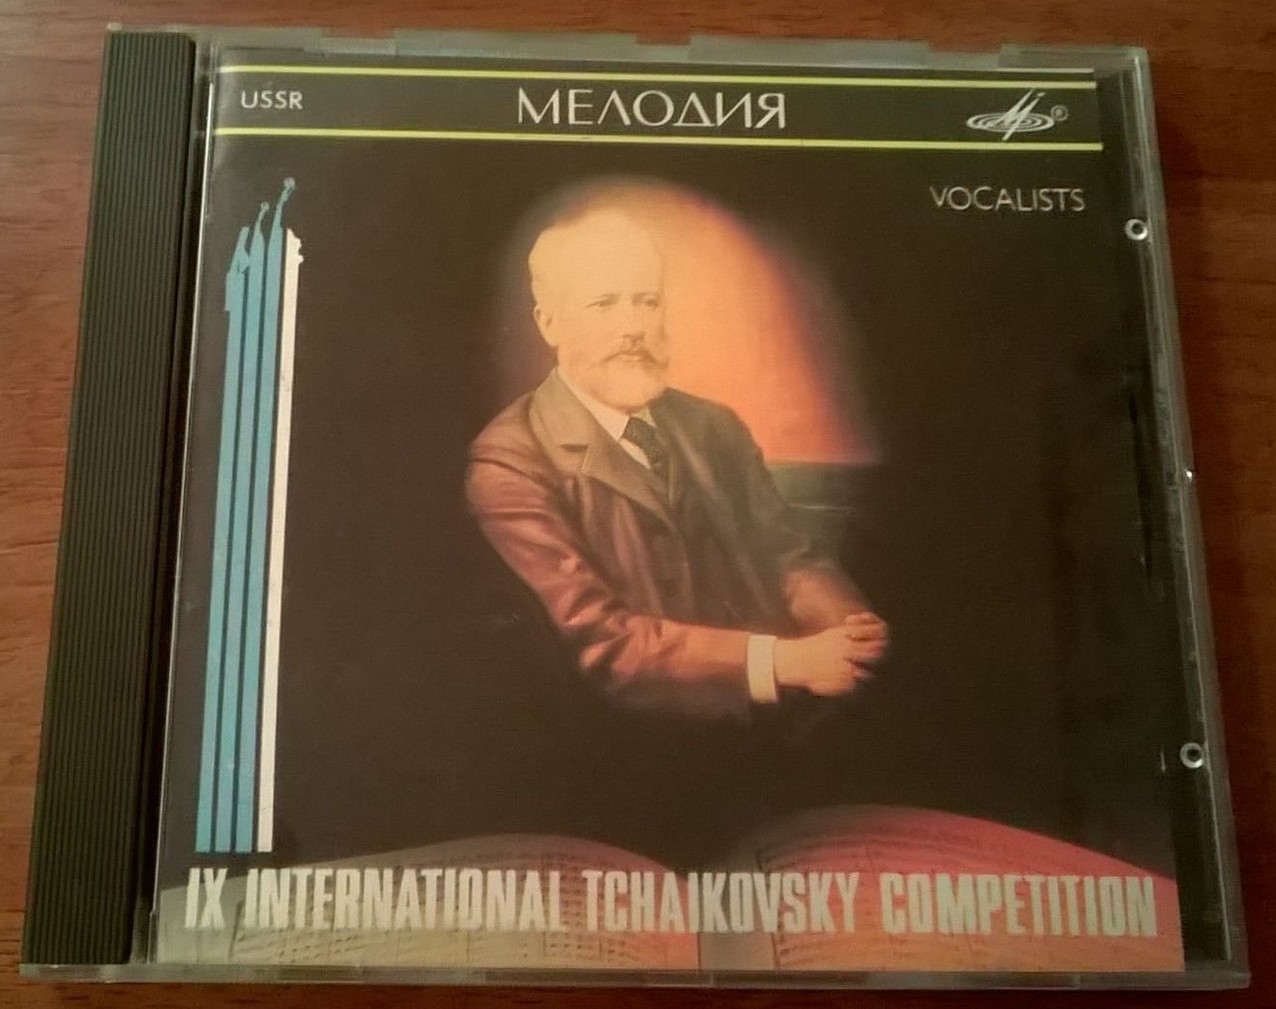 USSR
МЕЛОДИЯ
®
VOCALISTS
IX INTERNATIONAL TCHAIKOVSKY COMPETITION